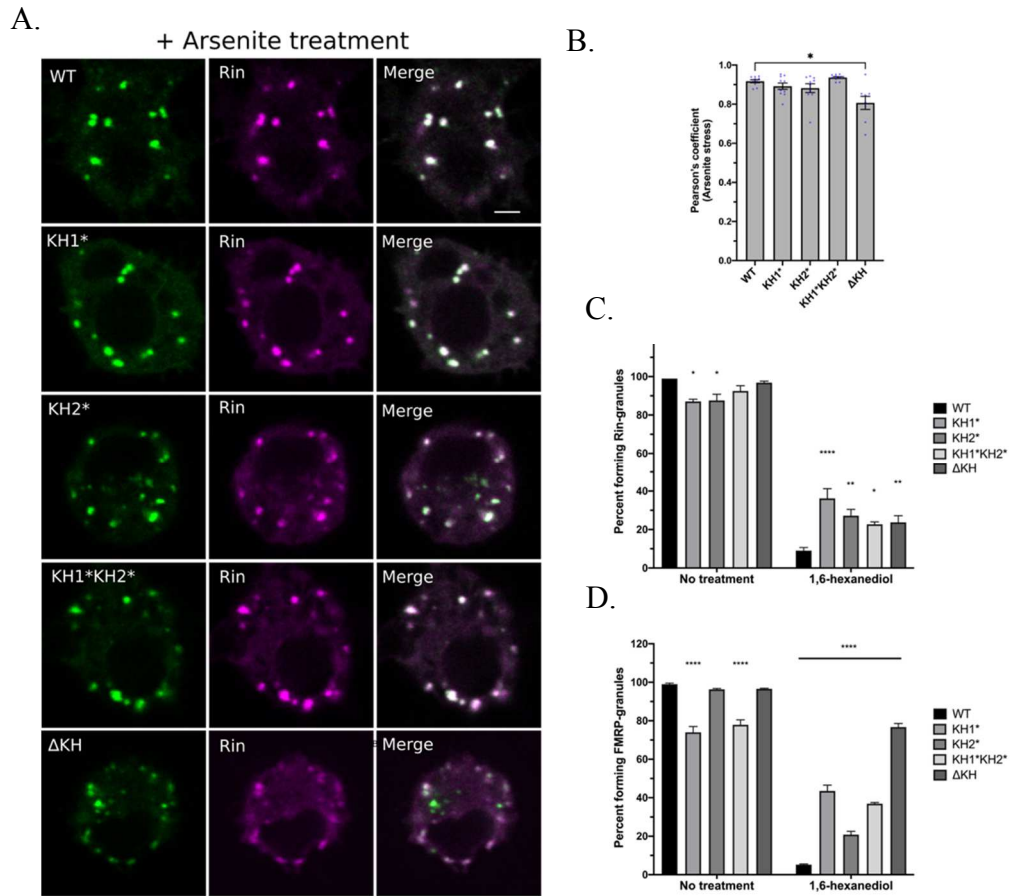 A.
+ Arsenite treatment
WT
Rin
Merge
KH1*
Rin
Merge
KH2*
Rin
Merge
KH1*KH2*
Rin
Merge
ΔKH
Rin
Merge
B.
*
Pearson's coefficient
(Arsenite stress)
1.0
0.8
0.6
0.4
0.2
0.0
WT
KH1*
KH2*
KH1*KH2*
ΔKH
C.
Percent forming Rin-granules
100
80
60
40
20
0
* * **** ** * **
No treatment
1,6-hexanediol
WT
KH1*
KH2*
KH1*KH2*
ΔKH
D.
Percent forming FMRP-granules
120
100
80
60
40
20
0
**** **** ****
No treatment
1,6-hexanediol
WT
KH1*
KH2*
KH1*KH2*
ΔKH